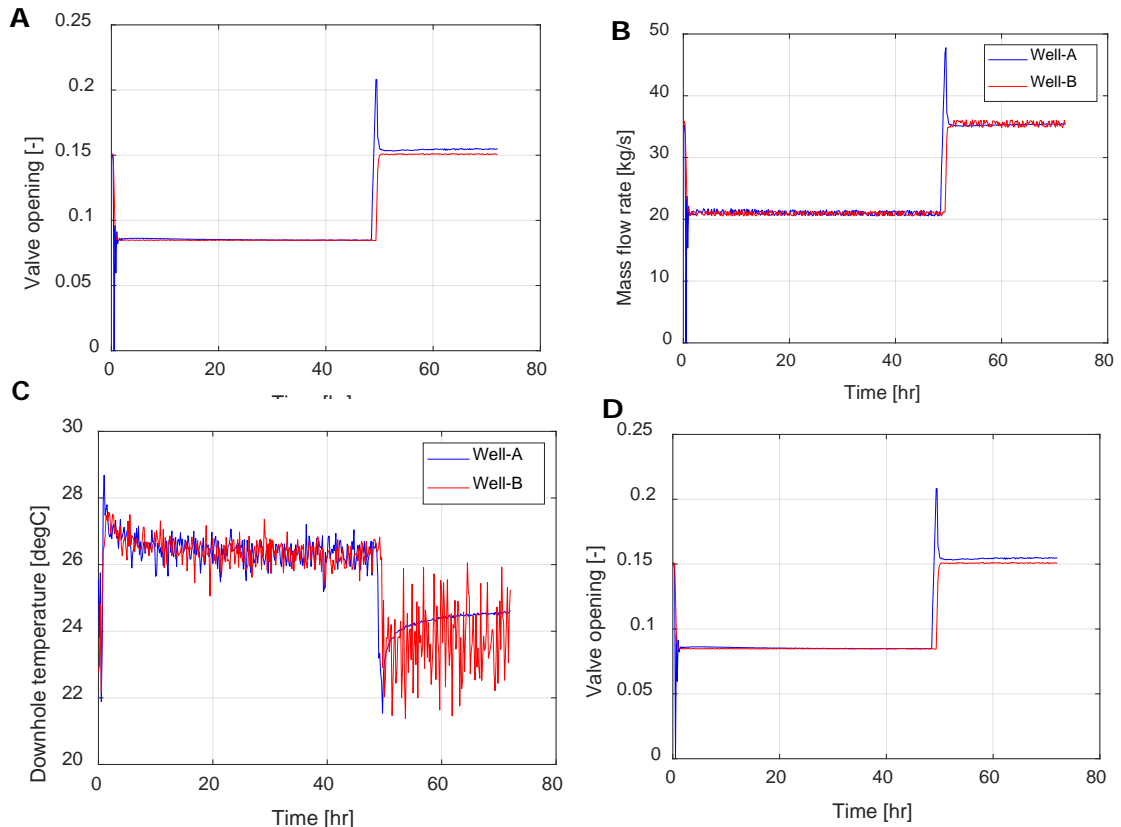 A
0.25
0.2
0.15
0.1
0.05
0
Valve opening [-]
0 20 40 60 80
B
50
40
30
20
10
0
Mass flow rate [kg/s]
Well-A
Well-B
0 20 40 60 80
Time [hr]
C
30
28
26
24
22
20
Downhole temperature [degC]
Well-A
Well-B
0 20 40 60 80
Time [hr]
D
0.25
0.2
0.15
0.1
0.05
0
Valve opening [-]
0 20 40 60 80
Time [hr]